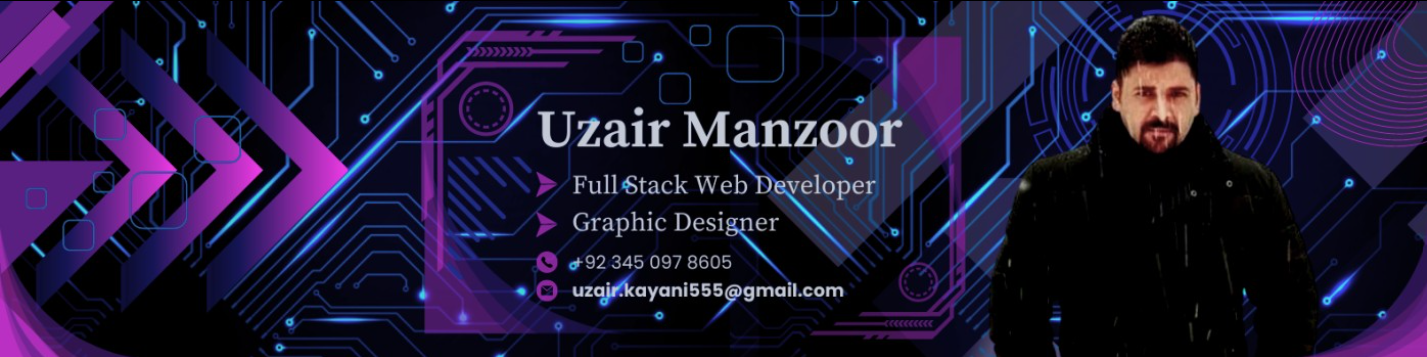 Uzair Manzoor
Full Stack Web Developer
Graphic Designer
+92 345 097 8605
uzair.kayani555@gmail.com